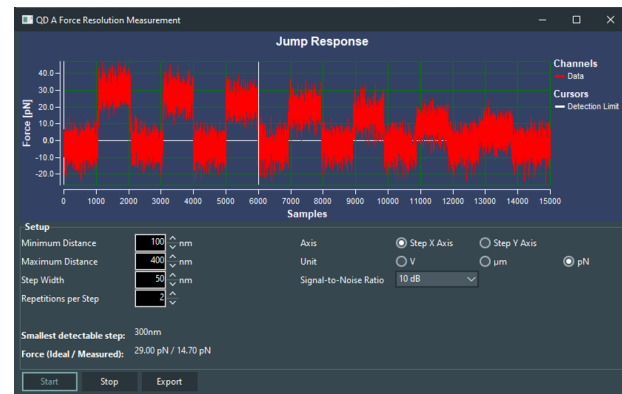 QD A Force Resolution Measurement
Jump Response
Channels
Data
Cursors
Detection Limit
Force [pN]
40.0
30.0
20.0
10.0
0.0
-10.0
-20.0
0 1000 2000 3000 4000 5000 6000 7000 8000 9000 10000 11000 12000 13000 14000 15000
Samples
Setup
Minimum Distance 100 nm Axis Step X Axis Step Y Axis
Maximum Distance 400 nm Unit V µm pN
Step Width 50 nm Signal-to-Noise Ratio 10 dB
Repetitions per Step 2
Smallest detectable step: 300nm
Force (Ideal / Measured): 29.00 pN / 14.70 pN
Start Stop Export